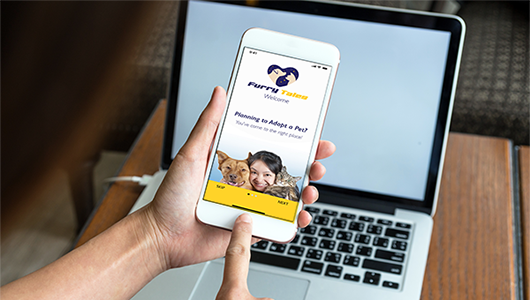 Furry Tales
Welcome
Planning to Adopt a Pet?
You've come to the right place!
SKIP
NEXT